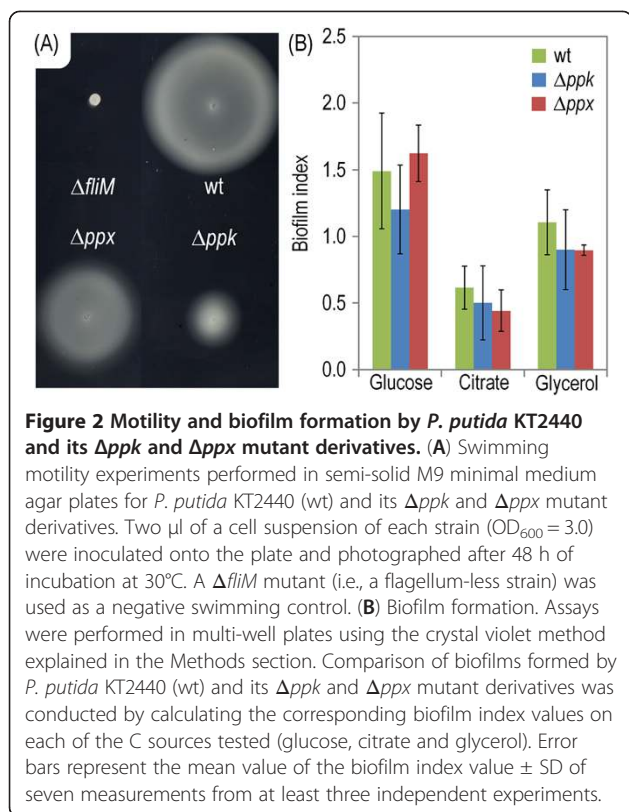 (A)
ΔfliM
wt
Δppx
Δppk
(B)
Biofilm index
2.5
2.0
1.5
1.0
0.5
0.0
wt
Δppk
Δppx
Glucose
Citrate
Glycerol
Figure 2 Motility and biofilm formation by P. putida KT2440
and its Δppk and Δppx mutant derivatives. (A) Swimming
motility experiments performed in semi-solid M9 minimal medium
agar plates for P. putida KT2440 (wt) and its Δppk and Δppx mutant
derivatives. Two µl of a cell suspension of each strain (OD600 = 3.0)
were inoculated onto the plate and photographed after 48 h of
incubation at 30°C. A ΔfliM mutant (i.e., a flagellum-less strain) was
used as a negative swimming control. (B) Biofilm formation. Assays
were performed in multi-well plates using the crystal violet method
explained in the Methods section. Comparison of biofilms formed by
P. putida KT2440 (wt) and its Δppk and Δppx mutant derivatives was
conducted by calculating the corresponding biofilm index values on
each of the C sources tested (glucose, citrate and glycerol). Error
bars represent the mean value of the biofilm index value ± SD of
seven measurements from at least three independent experiments.